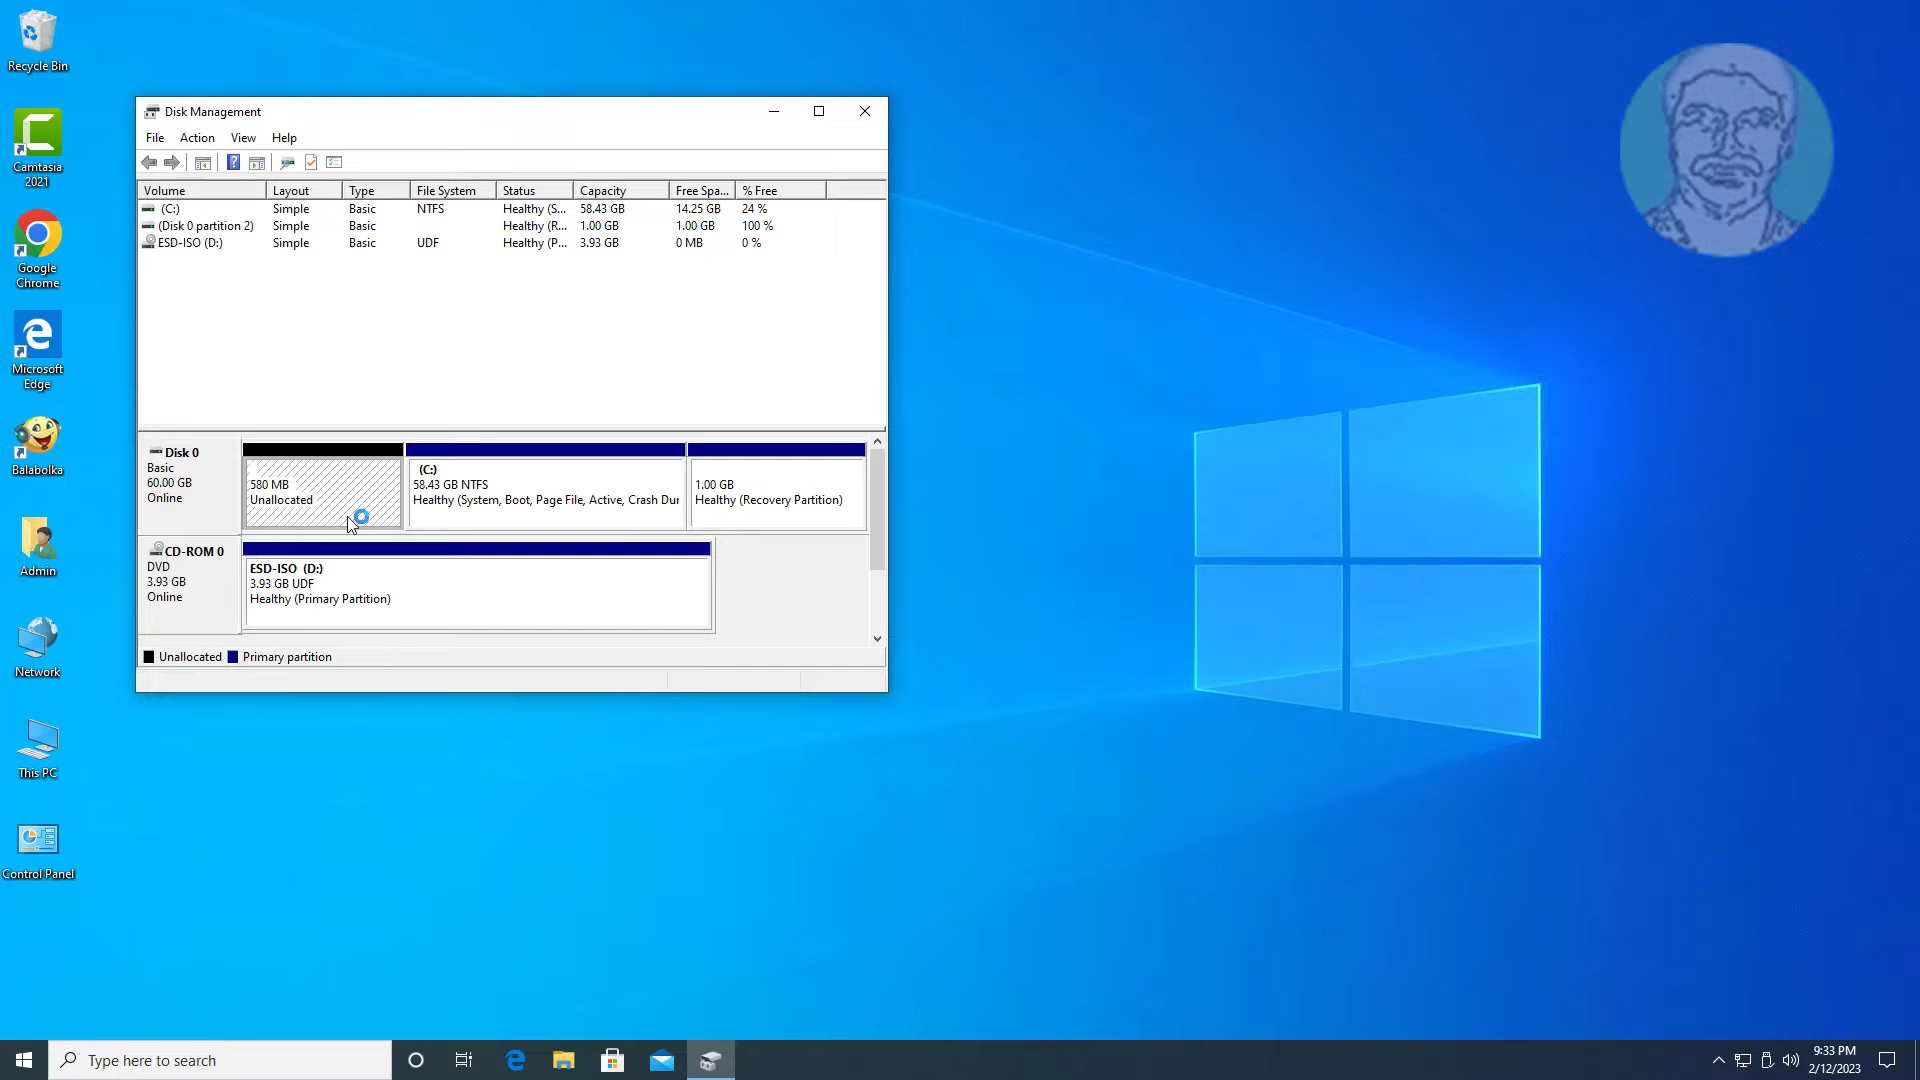 Recycle Bin
Camtasia
2021
Google
Chrome
Microsoft
Edge
Balabolka
Admin
Network
This PC
Control Panel
Disk Management
File Action View Help
Volume Layout Type File System Status Capacity Free Spa... % Free
(C:) Simple Basic NTFS Healthy (S... 58.43 GB 14.25 GB 24 %
(Disk 0 partition 2) Simple Basic Healthy (R... 1.00 GB 1.00 GB 100 %
ESD-ISO (D:) Simple Basic UDF Healthy (P... 3.93 GB 0 MB 0 %
Disk 0
Basic
60.00 GB
Online
580 MB
Unallocated
(C:)
58.43 GB NTFS
Healthy (System, Boot, Page File, Active, Crash Dur
1.00 GB
Healthy (Recovery Partition)
CD-ROM 0
DVD
3.93 GB
Online
ESD-ISO (D:)
3.93 GB UDF
Healthy (Primary Partition)
Unallocated Primary partition
Type here to search
9:33 PM
2/12/2023